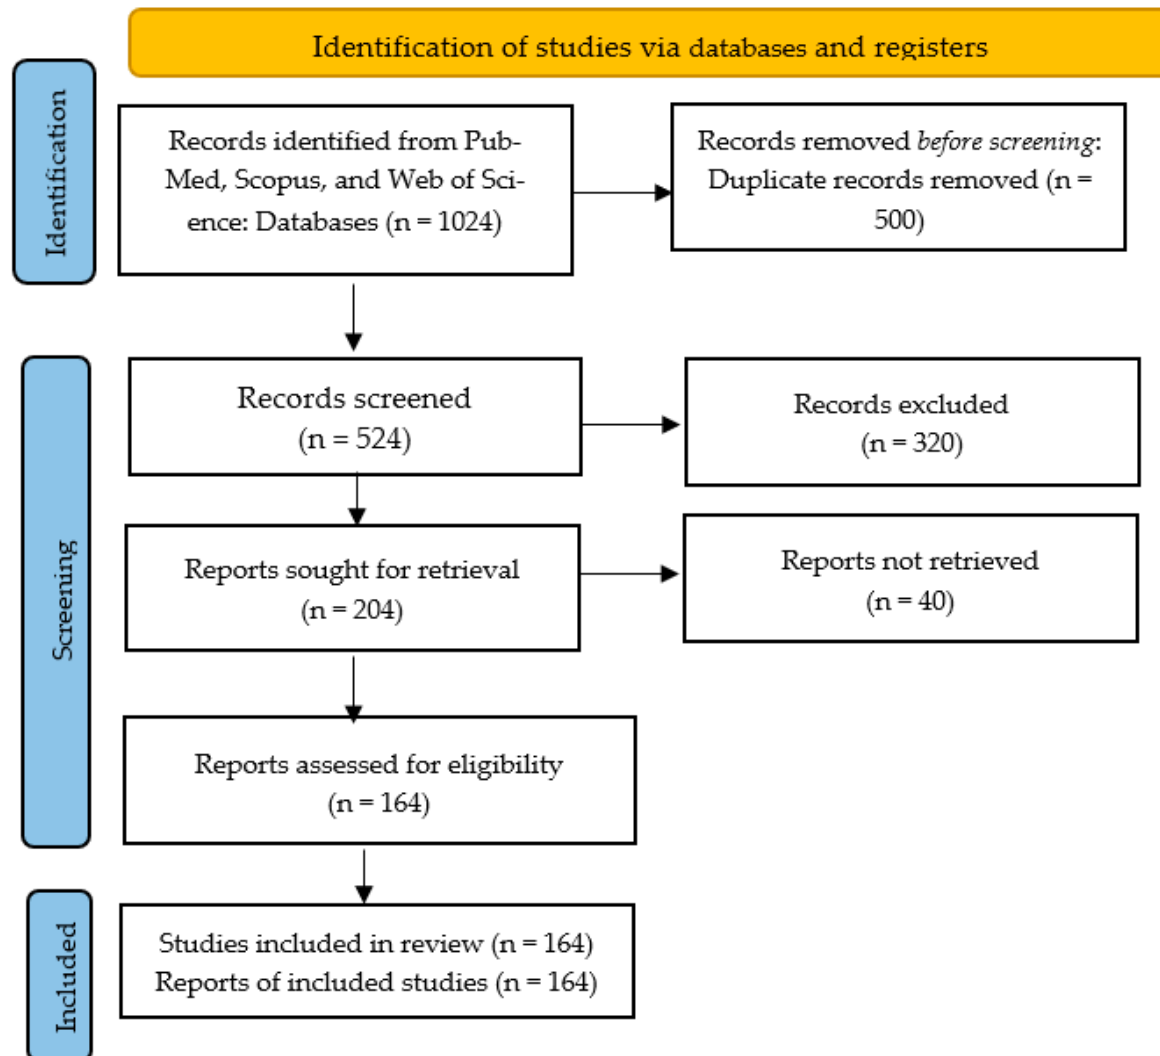 Identification of studies via databases and registers
Identification
Records identified from Pub-
Med, Scopus, and Web of Sci-
ence: Databases (n = 1024)
Records removed before screening:
Duplicate records removed (n =
500)
Screening
Records screened
(n = 524)
Records excluded
(n = 320)
Reports sought for retrieval
(n = 204)
Reports not retrieved
(n = 40)
Reports assessed for eligibility
(n = 164)
Included
Studies included in review (n = 164)
Reports of included studies (n = 164)